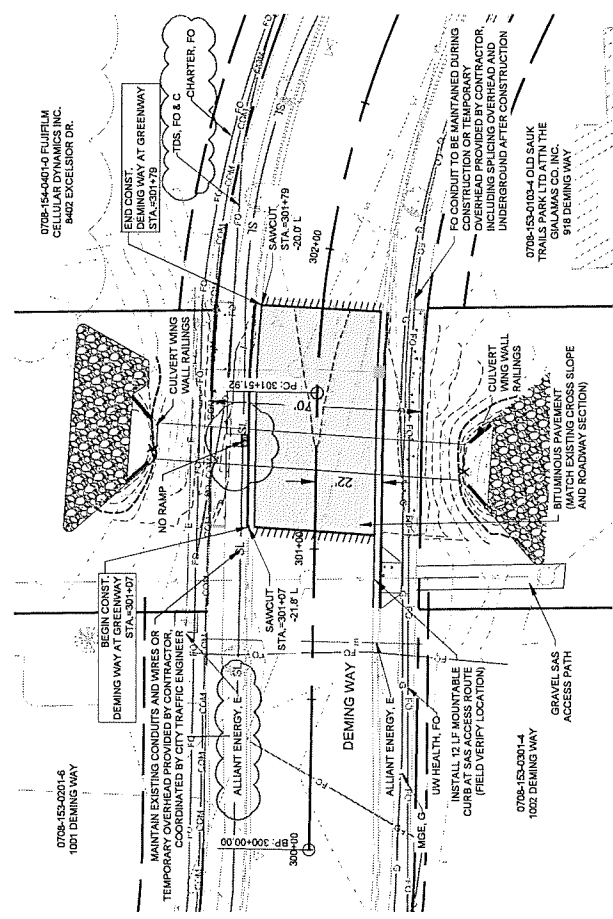 0708-154-0401-0 FUJIFILM
CELLULAR DYNAMICS INC.
8402 EXCELSIOR DR.
TDS, FO & C
CHARTER, FO
END CONST.
DEMING WAY AT GREENWAY
STA.=301+79
SAWCUT
STA.=301+79
-20.0' L
302+00
FO CONDUIT TO BE MAINTAINED DURING
CONSTRUCTION OR TEMPORARY
OVERHEAD PROVIDED BY CONTRACTOR,
INCLUDING SPLICING OVERHEAD AND
UNDERGROUND AFTER CONSTRUCTION
0708-153-0103-4 OLD SAUK
TRAILS PARK LTD ATTN THE
GIALAMAS CO. INC.
918 DEMING WAY
CULVERT WING
WALL RAILINGS
NO RAMP
PC: 301+51.92
70'
22'
CULVERT
WING WALL
RAILINGS
BITUMINOUS PAVEMENT
(MATCH EXISTING CROSS SLOPE
AND ROADWAY SECTION)
301+00
BEGIN CONST.
DEMING WAY AT GREENWAY
STA.=301+07
SAWCUT
STA.=301+07
-21.6' L
GRAVEL SAS
ACCESS PATH
0708-153-0201-6
1001 DEMING WAY
MAINTAIN EXISTING CONDUITS AND WIRES OR
TEMPORARY OVERHEAD PROVIDED BY CONTRACTOR,
COORDINATED BY CITY TRAFFIC ENGINEER
ALLIANT ENERGY, E
DEMING WAY
BP: 300+00.00
300+00
ALLIANT ENERGY, E
UW HEALTH, FO
MGE, G
INSTALL 12 LF MOUNTABLE
CURB AT SAS ACCESS ROUTE
(FIELD VERIFY LOCATION)
0708-153-0301-4
1002 DEMING WAY